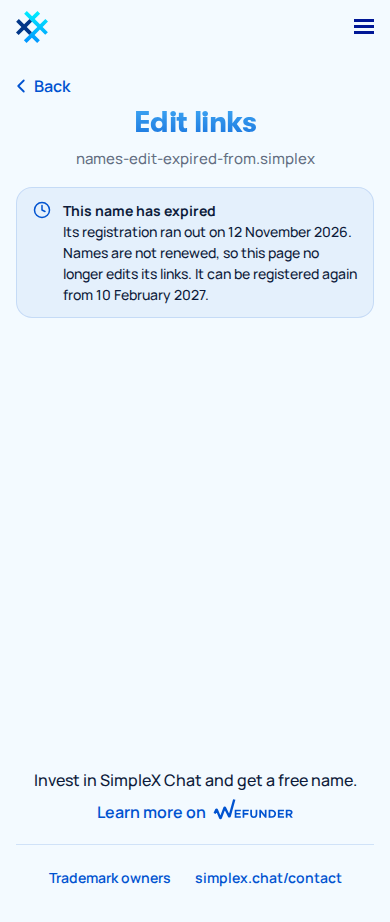 Back
Edit links
names-edit-expired-from.simplex
This name has expired
Its registration ran out on 12 November 2026.
Names are not renewed, so this page no
longer edits its links. It can be registered again
from 10 February 2027.
Invest in SimpleX Chat and get a free name.
Learn more on WEFUNDER
Trademark owners simplex.chat/contact